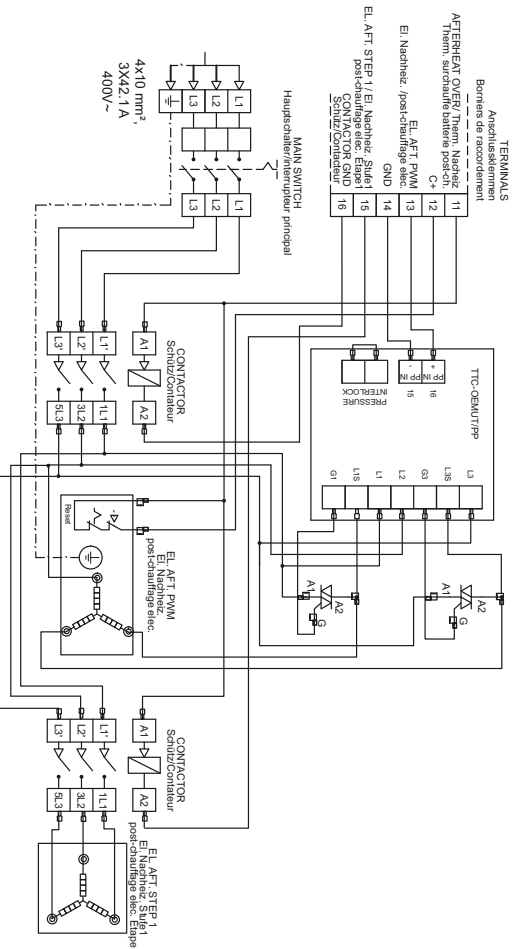 TERMINALS
Anschlussklemmen
Borniers de raccordement
AFTERHEAT OVER/ Therm. Nacheiz.
Therm. surchauffe batterie post-ch.
C+
EL. AFT. PWM
El. Nachheiz. /post-chauffage elec.
GND
EL. AFT. STEP 1 / El. Nachheiz. Stufe1
post-chauffage elec. Étape1
CONTACTOR GND
Schütz/Contacteur
11
12
13
14
15
16
TTC-OEMUT/PP
+ PP IN 16
- PP IN 15
PRESSURE
INTERLOCK
L3
L3S
G3
L2
L1
L1S
G1
A1
A2
G
A1
A2
G
MAIN SWITCH
Hauptschalter/interrupteur principal
L1
L2
L3
L1
L2
L3
4x10 mm²,
3X42.1 A
400V~
CONTACTOR
Schütz/Contateur
A1
A2
L1'
L2'
L3'
1L1
3L2
5L3
Reset
EL. AFT. PWM
El. Nachheiz.
post-chauffage elec.
CONTACTOR
Schütz/Contateur
A1
A2
L1'
L2'
L3'
1L1
3L2
5L3
EL. AFT. STEP 1
El. Nachheiz. Stufe1
post-chauffage elec. Étape